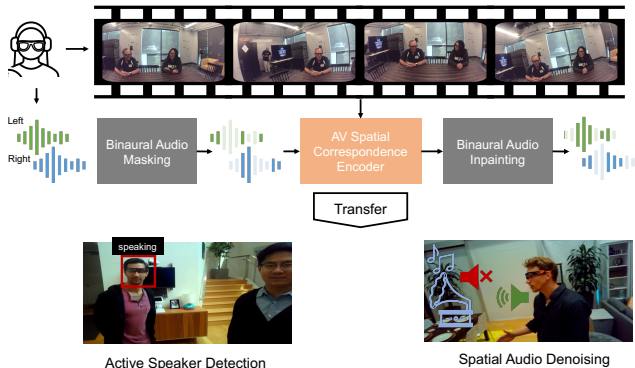 Left
Right
Binaural Audio
Masking
AV Spatial
Correspondence
Encoder
Binaural Audio
Inpainting
Transfer
speaking
Active Speaker Detection
Spatial Audio Denoising